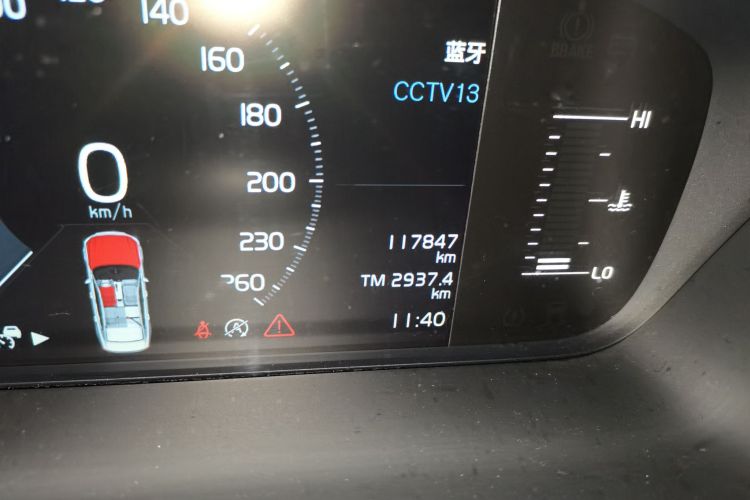 140
160
蓝牙
CCTV13
180
200
230
260
0
km/h
117847
km
TM 2937.4
km
11:40
BRAKE
HI
LO